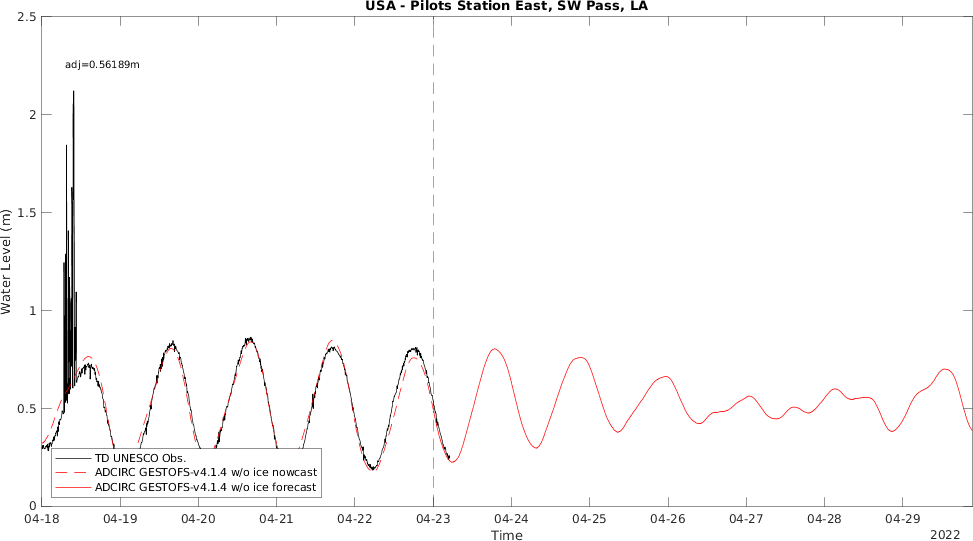 USA - Pilots Station East, SW Pass, LA
2.5
adj=0.56189m
2
1.5
Water Level (m)
1
0.5
TD UNESCO Obs.
ADCIRC GESTOFS-v4.1.4 w/o ice nowcast
ADCIRC GESTOFS-v4.1.4 w/o ice forecast
0
04-18 04-19 04-20 04-21 04-22 04-23 04-24 04-25 04-26 04-27 04-28 04-29
Time
2022